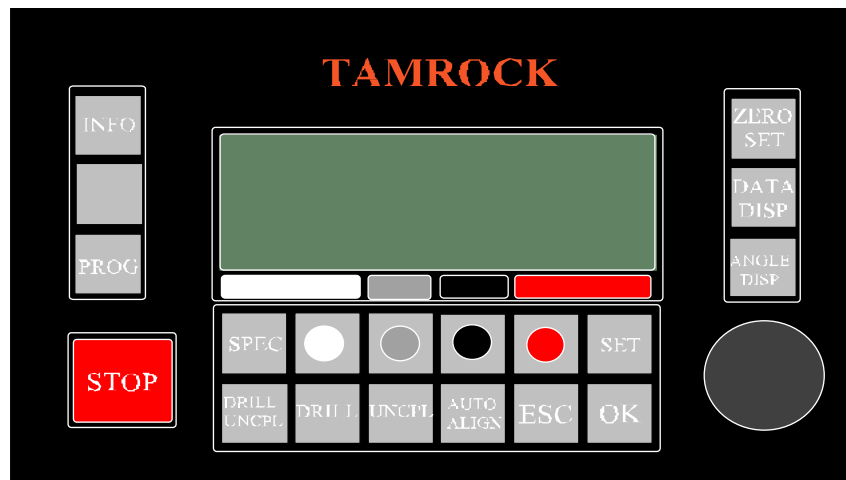 TAMROCK
INFO
PROG
STOP
ZERO
SET
DATA
DISP
ANGLE
DISP
SPEC
SET
DRILL
UNCPL
DRILL
UNCPL
AUTO
ALIGN
ESC
OK